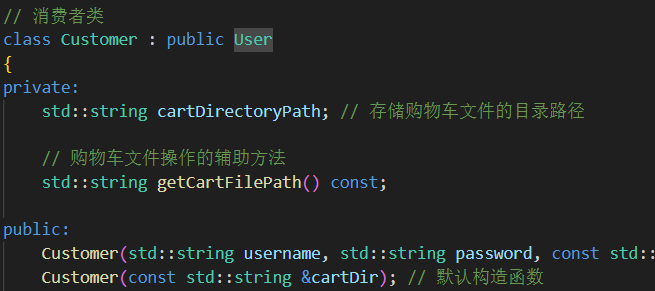 // 消费者类
class Customer : public User
{
private:
    std::string cartDirectoryPath; // 存储购物车文件的目录路径
    // 购物车文件操作的辅助方法
    std::string getCartFilePath() const;
public:
    Customer(std::string username, std::string password, const std::
    Customer(const std::string &cartDir); // 默认构造函数